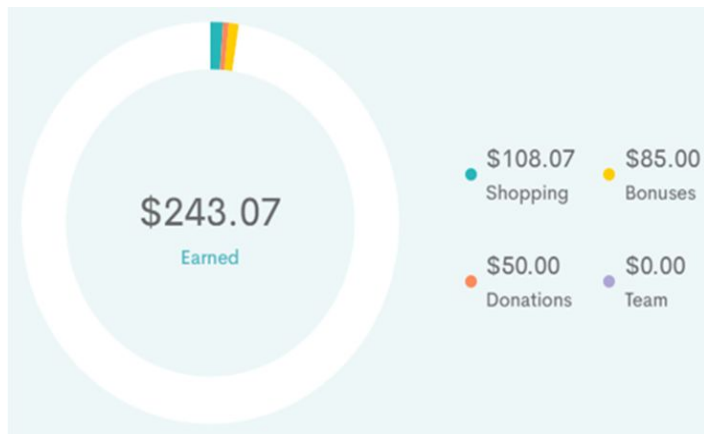 $243.07
Earned
$108.07
Shopping
$85.00
Bonuses
$50.00
Donations
$0.00
Team